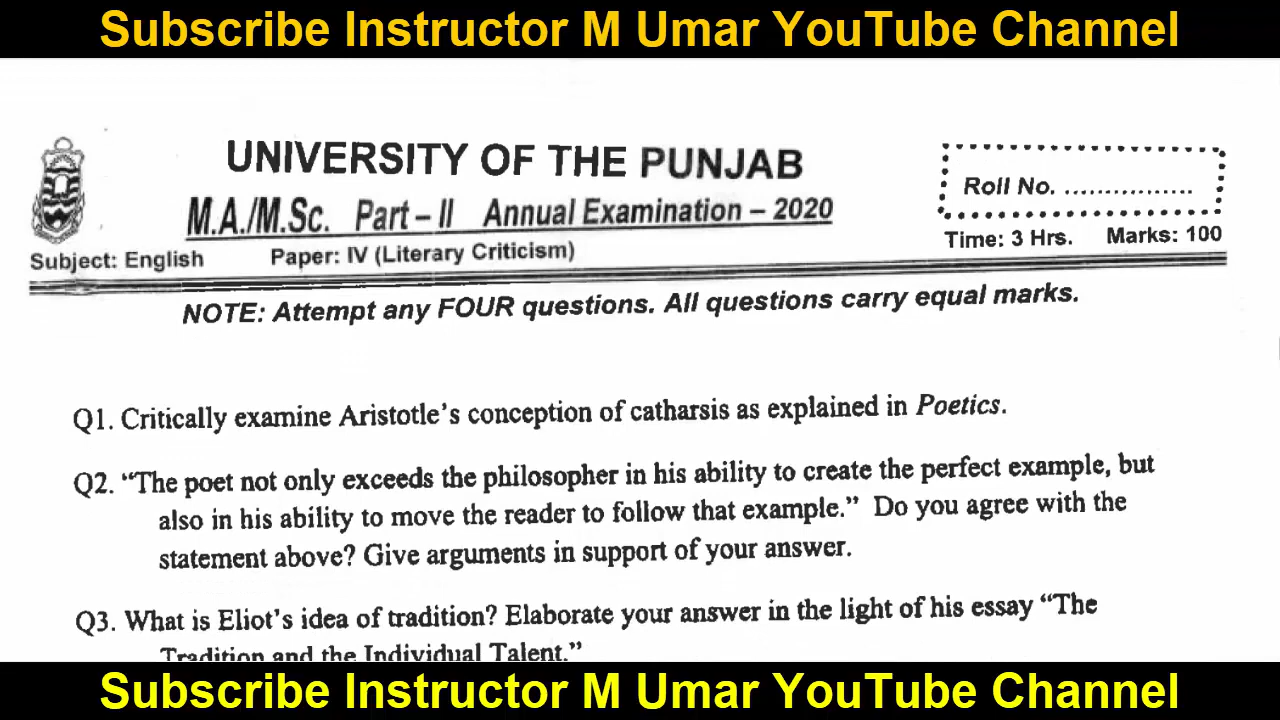 Subscribe Instructor M Umar YouTube Channel
UNIVERSITY OF THE PUNJAB
M.A./M.Sc. Part – II Annual Examination – 2020
Roll No. ................
Subject: English Paper: IV (Literary Criticism)
Time: 3 Hrs. Marks: 100
NOTE: Attempt any FOUR questions. All questions carry equal marks.
Q1. Critically examine Aristotle's conception of catharsis as explained in Poetics.
Q2. “The poet not only exceeds the philosopher in his ability to create the perfect example, but
also in his ability to move the reader to follow that example.” Do you agree with the
statement above? Give arguments in support of your answer.
Q3. What is Eliot's idea of tradition? Elaborate your answer in the light of his essay “The
Tradition and the Individual Talent.”
Subscribe Instructor M Umar YouTube Channel